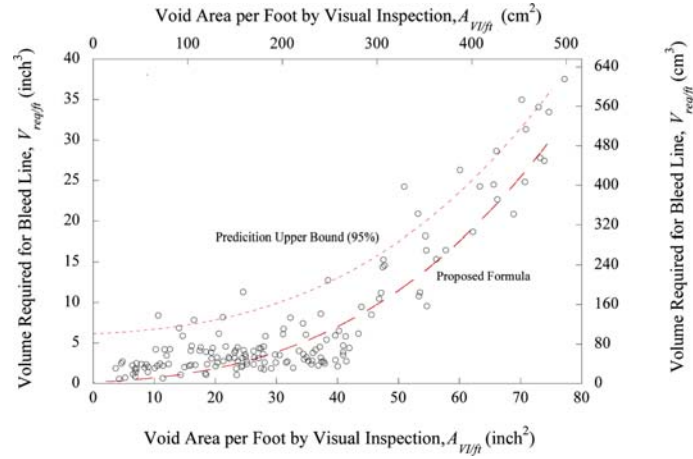 Void Area per Foot by Visual Inspection, A_VI/ft (cm²)
0 100 200 300 400 500
Volume Required for Bleed Line, V_req/ft (inch³)
40
35
30
25
20
15
10
5
0
Predicition Upper Bound (95%)
Proposed Formula
640
560
480
400
320
240
160
80
0
Volume Required for Bleed Line, V_req/ft (cm³)
0 10 20 30 40 50 60 70 80
Void Area per Foot by Visual Inspection, A_VI/ft (inch²)